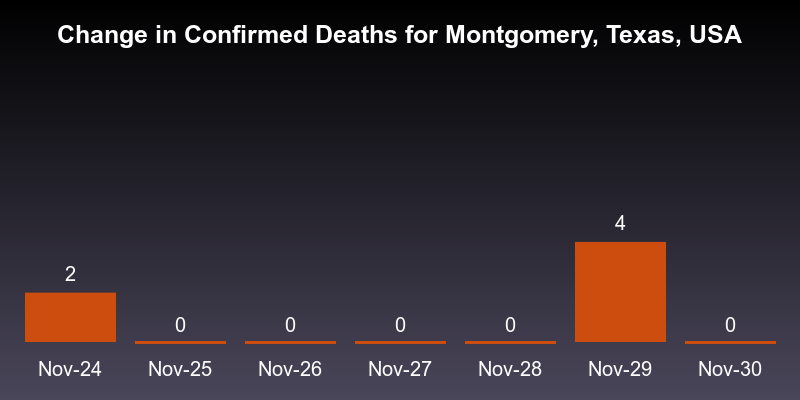 Change in Confirmed Deaths for Montgomery, Texas, USA
4
2
0 0 0 0 0
Nov-24 Nov-25 Nov-26 Nov-27 Nov-28 Nov-29 Nov-30